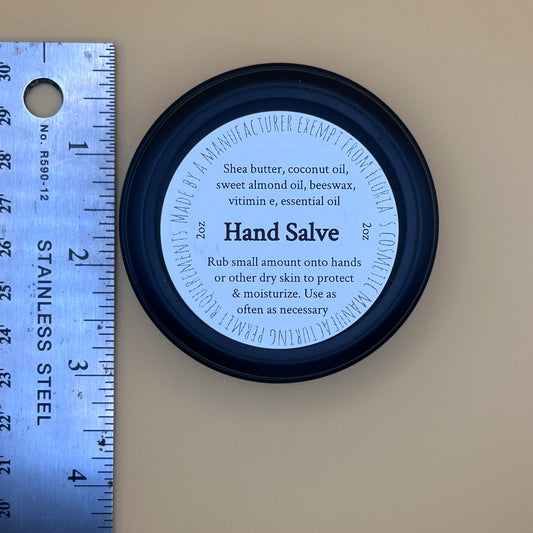 MADE BY A MANUFACTURER EXEMPT FROM FLORIA'S COSMETIC MANUFACTURING PERMIT REQUIREMENTS
Shea butter, coconut oil,
sweet almond oil, beeswax,
vitimin e, essential oil
2oz
Hand Salve
2oz
Rub small amount onto hands
or other dry skin to protect
& moisturize. Use as
often as necessary
No. R590-12
STAINLESS STEEL
1
2
3
4
30
29
28
27
26
25
24
23
22
21
20